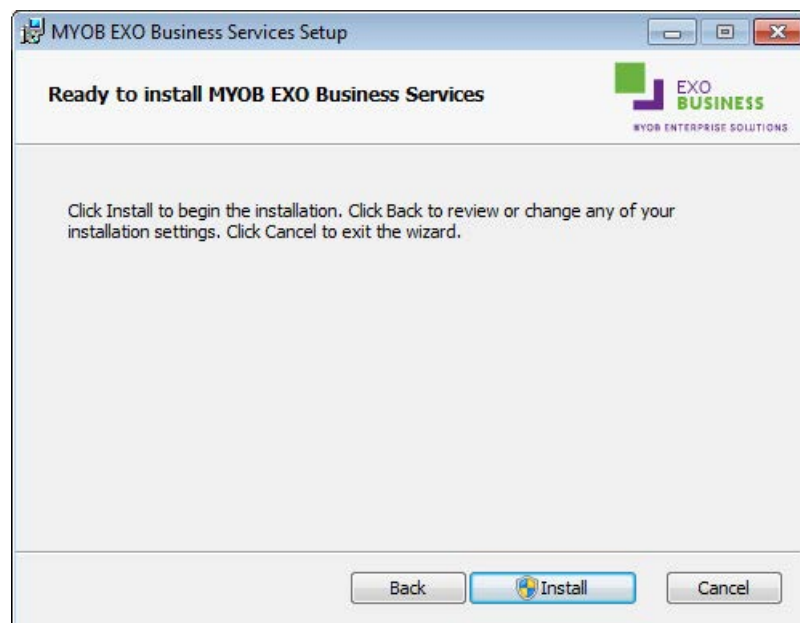 MYOB EXO Business Services Setup
Ready to install MYOB EXO Business Services
EXO
BUSINESS
MYOB ENTERPRISE SOLUTIONS
Click Install to begin the installation. Click Back to review or change any of your
installation settings. Click Cancel to exit the wizard.
Back Install Cancel